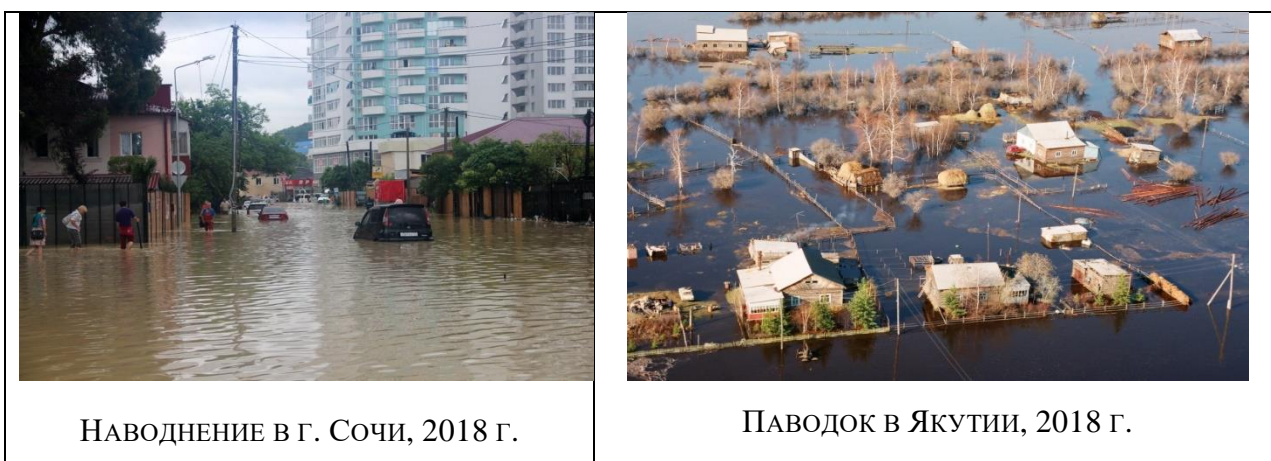 Наводнение в г. Сочи, 2018 г.
Паводок в Якутии, 2018 г.